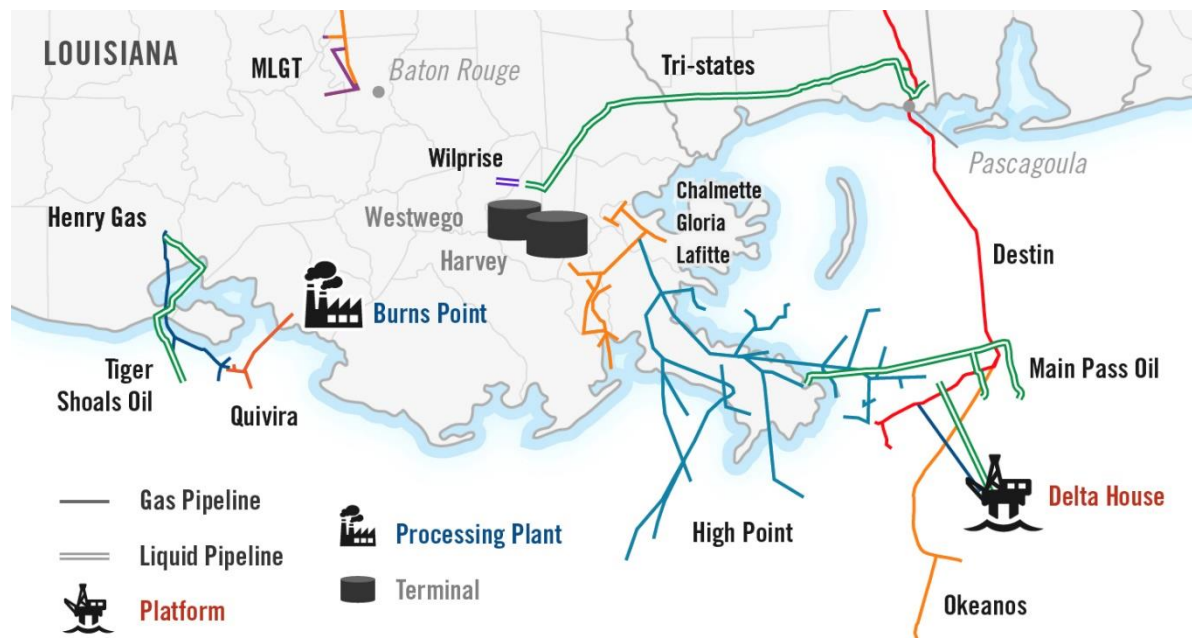 LOUISIANA
MLGT
Baton Rouge
Tri-states
Wilprise
Pascagoula
Chalmette
Gloria
Lafitte
Henry Gas
Westwego
Harvey
Destin
Burns Point
Tiger
Shoals Oil
Quivira
Main Pass Oil
High Point
Delta House
Okeanos
Gas Pipeline
Liquid Pipeline
Platform
Processing Plant
Terminal